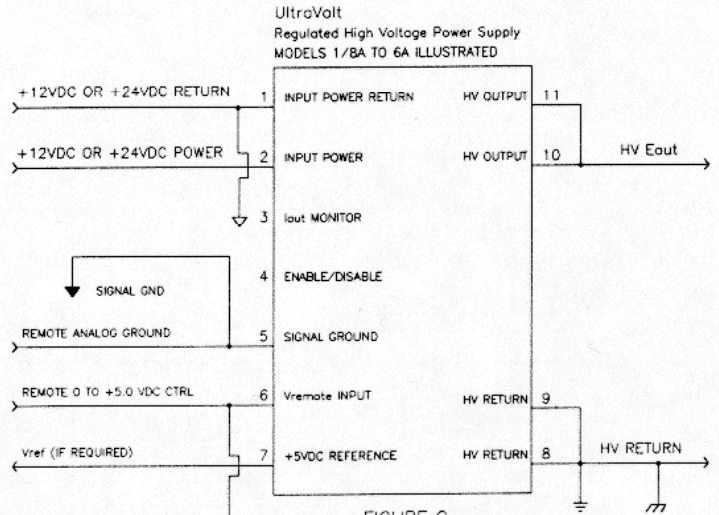 UltraVolt
Regulated High Voltage Power Supply
MODELS 1/8A TO 6A ILLUSTRATED
+12VDC OR +24VDC RETURN
1 INPUT POWER RETURN
HV OUTPUT 11
+12VDC OR +24VDC POWER
2 INPUT POWER
HV OUTPUT 10
HV Eout
3 Iout MONITOR
4 ENABLE/DISABLE
SIGNAL GND
REMOTE ANALOG GROUND
5 SIGNAL GROUND
REMOTE 0 TO +5.0 VDC CTRL
6 Vremote INPUT
HV RETURN 9
Vref (IF REQUIRED)
7 +5VDC REFERENCE
HV RETURN 8
HV RETURN